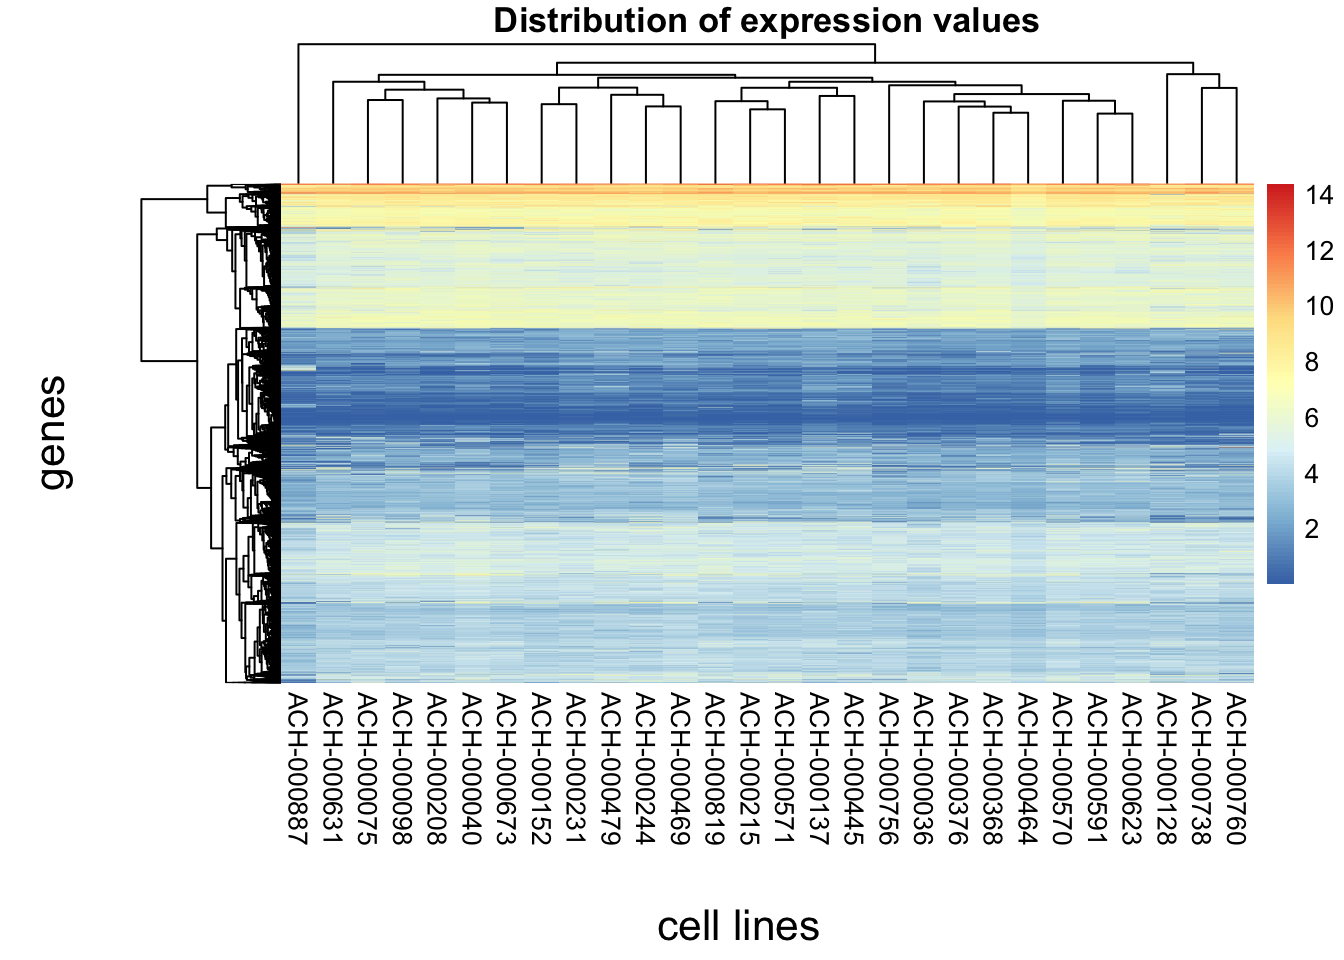 Distribution of expression values
14
12
10
8
6
4
2
genes
ACH-000887
ACH-000631
ACH-000075
ACH-000098
ACH-000208
ACH-000040
ACH-000673
ACH-000152
ACH-000231
ACH-000479
ACH-000244
ACH-000469
ACH-000819
ACH-000215
ACH-000571
ACH-000137
ACH-000445
ACH-000756
ACH-000036
ACH-000376
ACH-000368
ACH-000464
ACH-000570
ACH-000591
ACH-000623
ACH-000128
ACH-000738
ACH-000760
cell lines